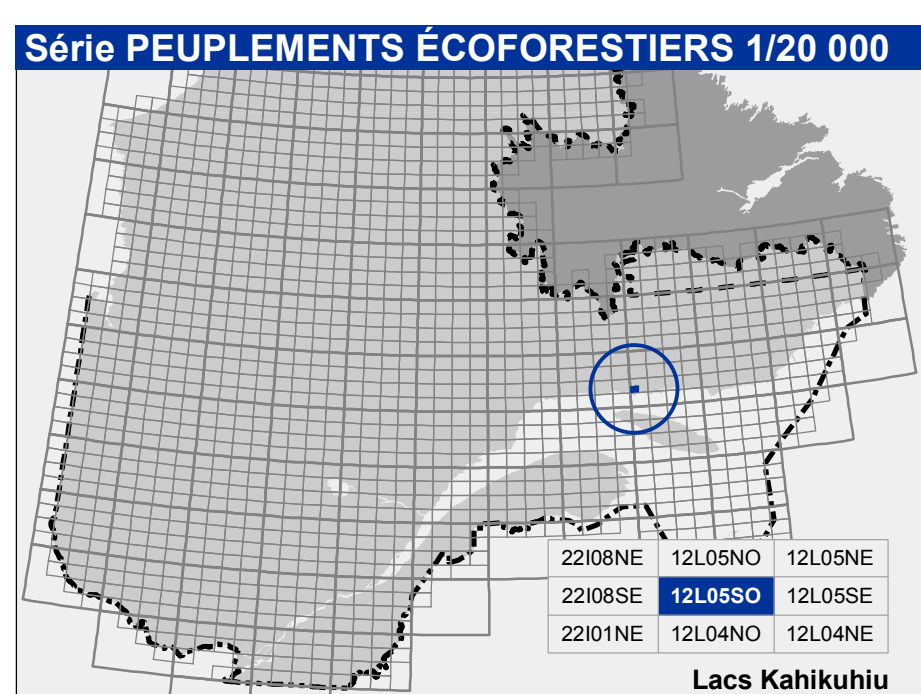 Série PEUPLEMENTS ÉCOFORESTIERS 1/20 000
22I08NE 12L05NO 12L05NE
22I08SE 12L05SO 12L05SE
22I01NE 12L04NO 12L04NE
Lacs Kahikuhiu